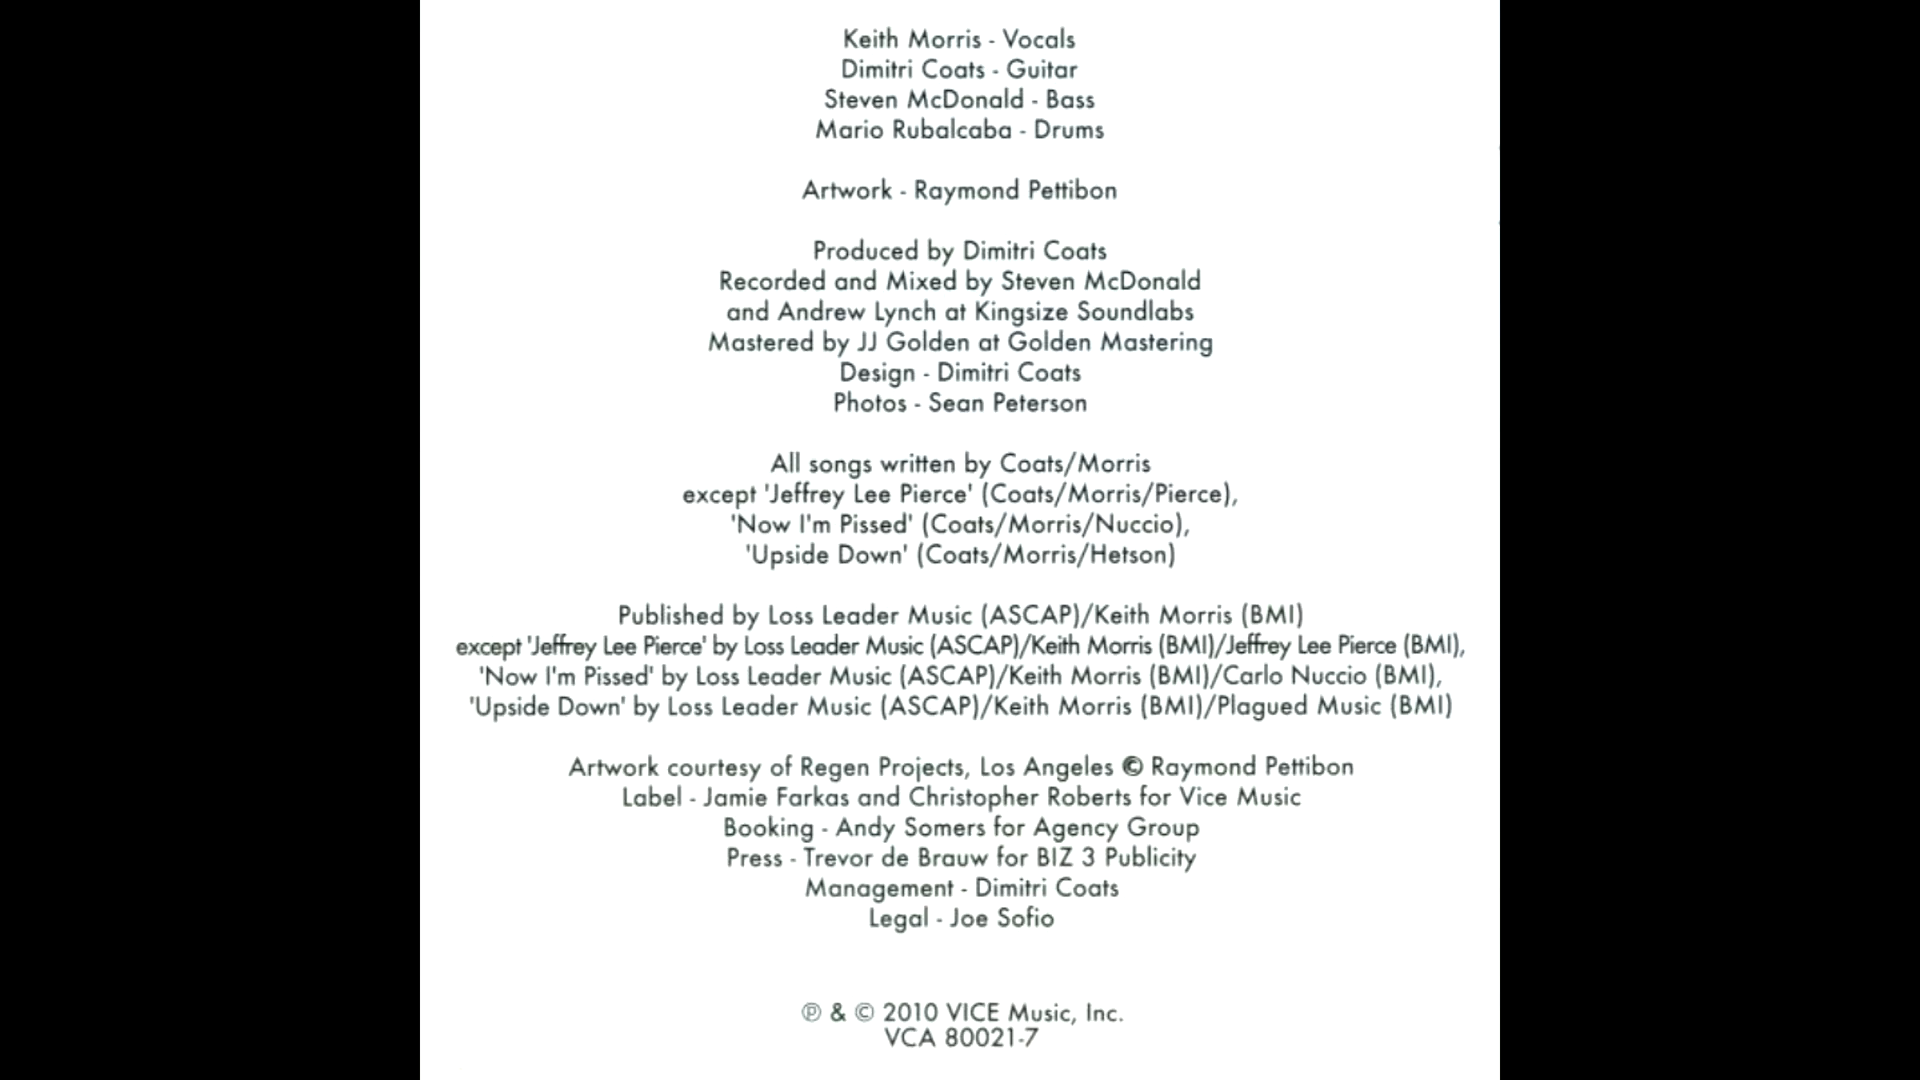 Keith Morris - Vocals
Dimitri Coats - Guitar
Steven McDonald - Bass
Mario Rubalcaba - Drums
Artwork - Raymond Pettibon
Produced by Dimitri Coats
Recorded and Mixed by Steven McDonald
and Andrew Lynch at Kingsize Soundlabs
Mastered by JJ Golden at Golden Mastering
Design - Dimitri Coats
Photos - Sean Peterson
All songs written by Coats/Morris
except 'Jeffrey Lee Pierce' (Coats/Morris/Pierce),
'Now I'm Pissed' (Coats/Morris/Nuccio),
'Upside Down' (Coats/Morris/Hetson)
Published by Loss Leader Music (ASCAP)/Keith Morris (BMI)
except 'Jeffrey Lee Pierce' by Loss Leader Music (ASCAP)/Keith Morris (BMI)/Jeffrey Lee Pierce (BMI),
'Now I'm Pissed' by Loss Leader Music (ASCAP)/Keith Morris (BMI)/Carlo Nuccio (BMI),
'Upside Down' by Loss Leader Music (ASCAP)/Keith Morris (BMI)/Plagued Music (BMI)
Artwork courtesy of Regen Projects, Los Angeles © Raymond Pettibon
Label - Jamie Farkas and Christopher Roberts for Vice Music
Booking - Andy Somers for Agency Group
Press - Trevor de Brauw for BIZ 3 Publicity
Management - Dimitri Coats
Legal - Joe Sofio
℗ & © 2010 VICE Music, Inc.
VCA 80021-7